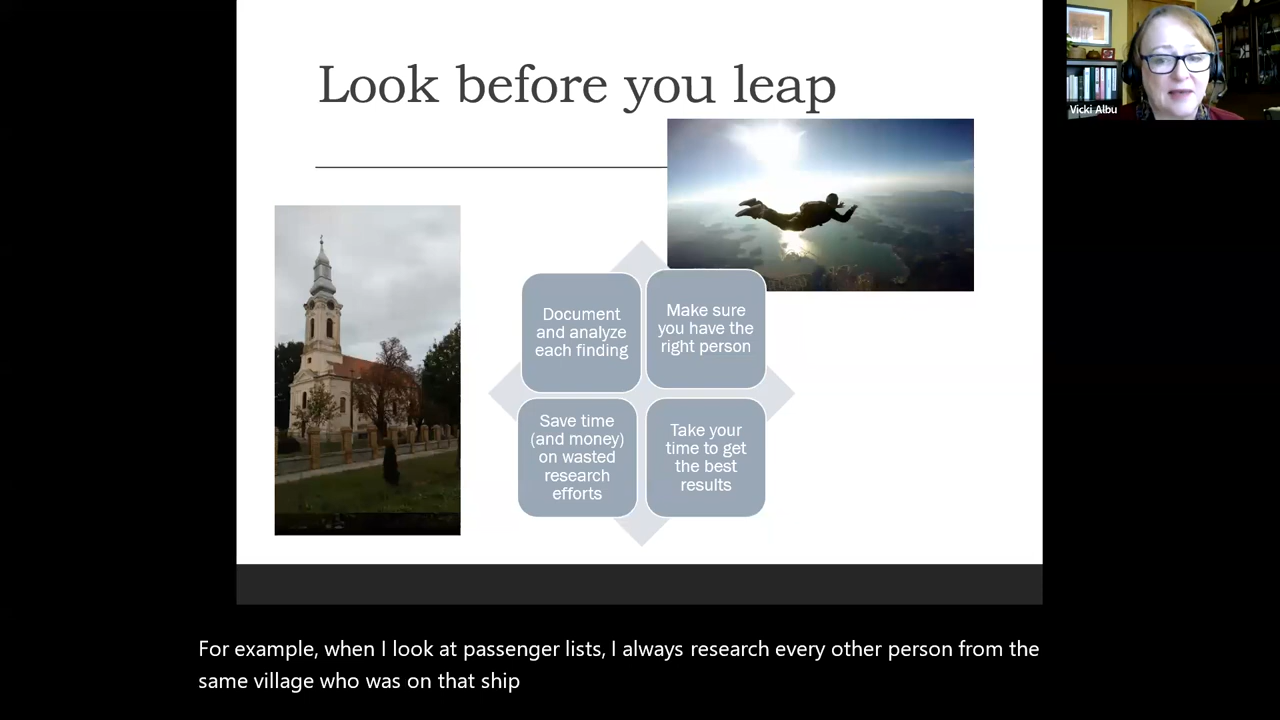 Look before you leap
Vicki Albu
Document
and analyze
each finding
Make sure
you have the
right person
Save time
(and money)
on wasted
research
efforts
Take your
time to get
the best
results
For example, when I look at passenger lists, I always research every other person from the
same village who was on that ship